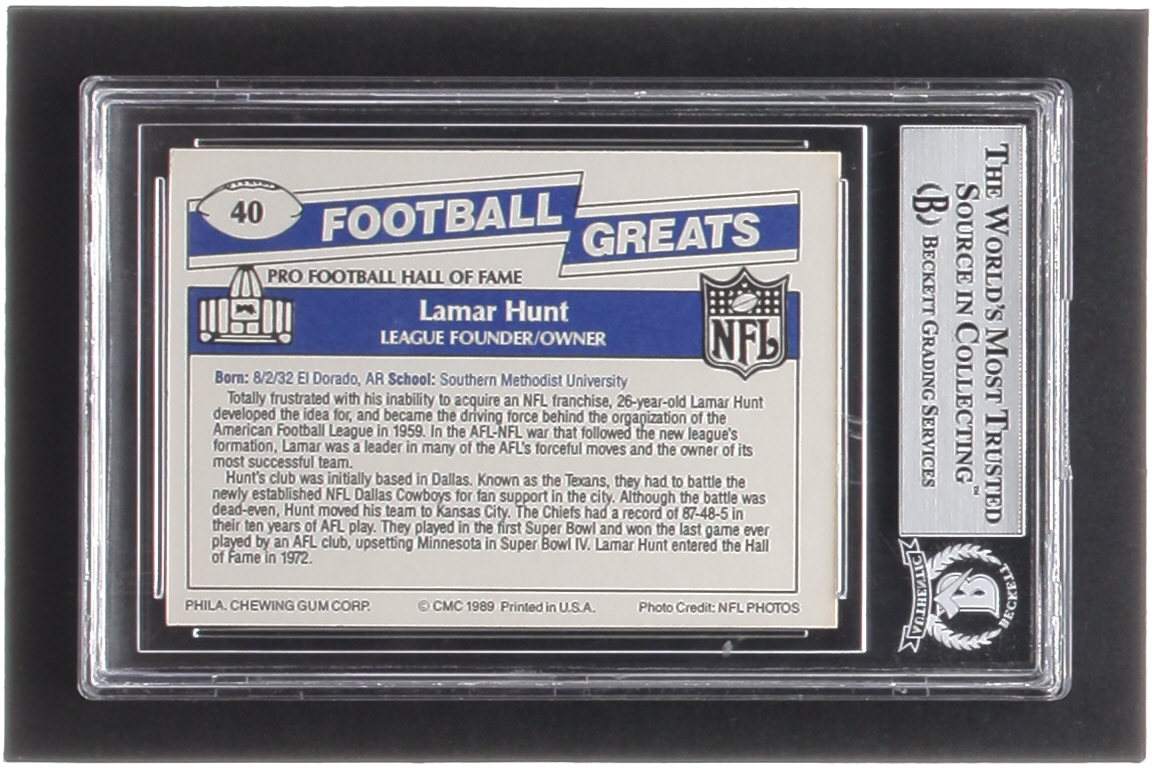 40
FOOTBALL
GREATS
PRO FOOTBALL HALL OF FAME
Lamar Hunt
LEAGUE FOUNDER/OWNER
NFL
Born: 8/2/32 El Dorado, AR School: Southern Methodist University
Totally frustrated with his inability to acquire an NFL franchise, 26-year-old Lamar Hunt
developed the idea for, and became the driving force behind the organization of the
American Football League in 1959. In the AFL-NFL war that followed the new league's
formation, Lamar was a leader in many of the AFL's forceful moves and the owner of its
most successful team.
Hunt's club was initially based in Dallas. Known as the Texans, they had to battle the
newly established NFL Dallas Cowboys for fan support in the city. Although the battle was
dead-even, Hunt moved his team to Kansas City. The Chiefs had a record of 87-48-5 in
their ten years of AFL play. They played in the first Super Bowl and won the last game ever
played by an AFL club, upsetting Minnesota in Super Bowl IV. Lamar Hunt entered the Hall
of Fame in 1972.
PHILA. CHEWING GUM CORP. © CMC 1989 Printed in U.S.A. Photo Credit: NFL PHOTOS
THE WORLD'S MOST TRUSTED
SOURCE IN COLLECTING™
B BECKETT GRADING SERVICES
BECKETT
B
AUTHENTIC